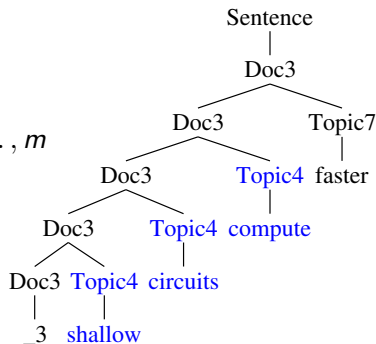 Sentence
Doc3
Doc3 Topic7
., m
Doc3 Topic4 faster
Doc3 Topic4 compute
Doc3 Topic4 circuits
_3 shallow